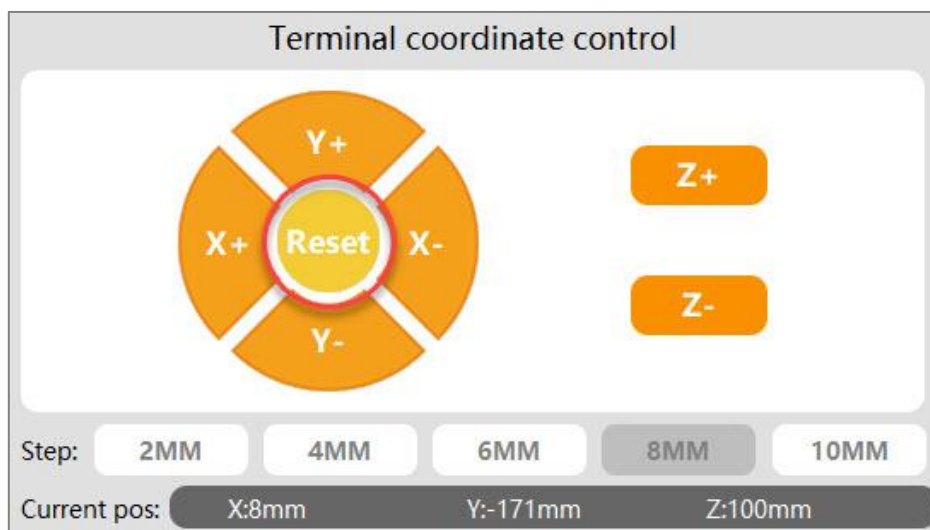 Terminal coordinate control
Y+
Z+
X+ Reset X-
Z-
Y-
Step: 2MM 4MM 6MM 8MM 10MM
Current pos: X:8mm Y:-171mm Z:100mm